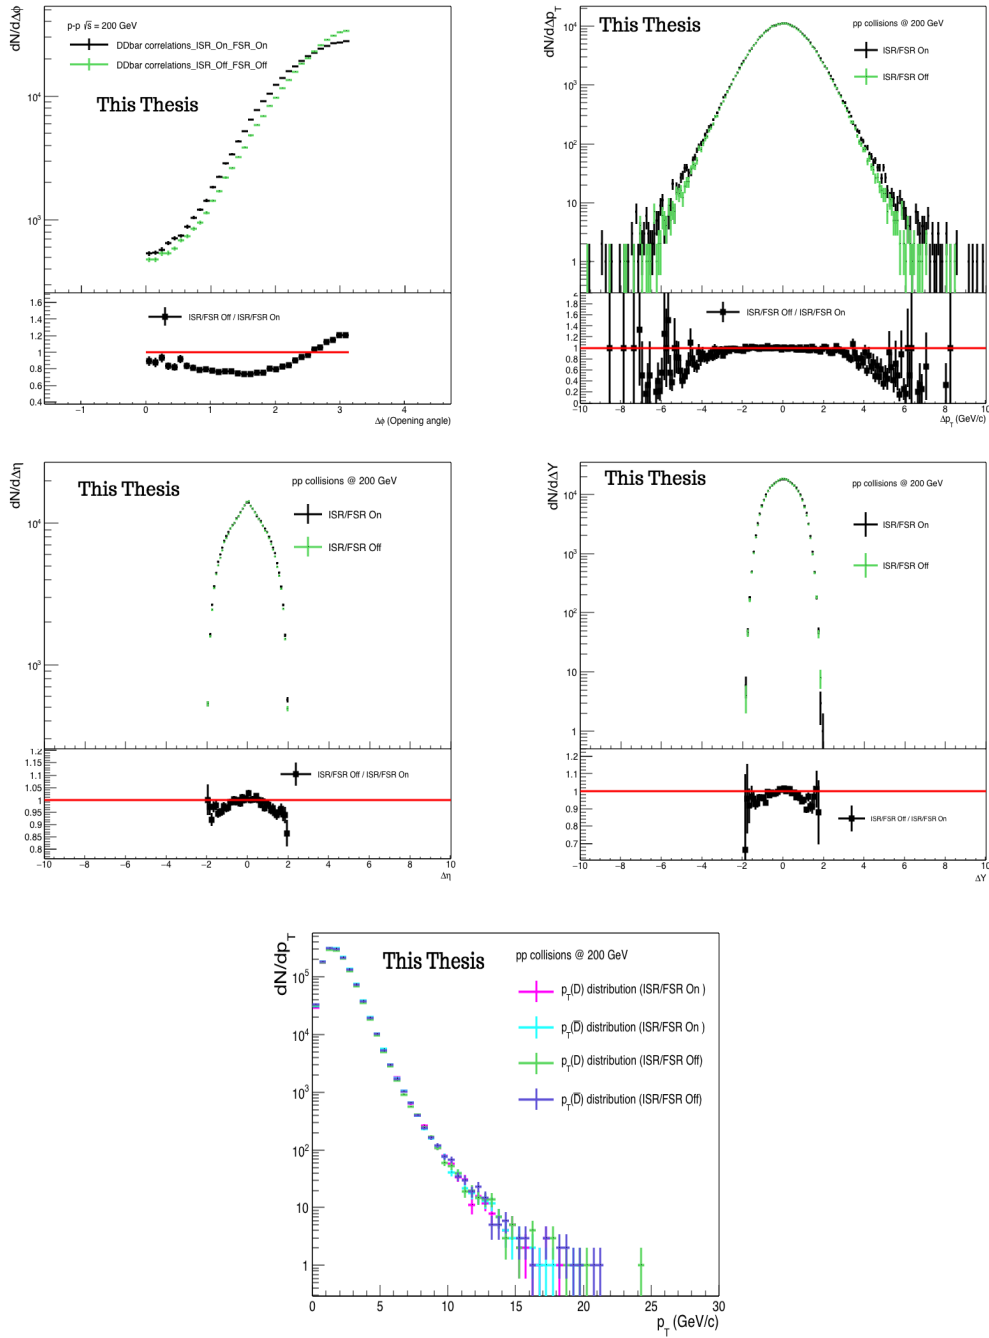 dN/dΔϕ
p-p √s = 200 GeV
DDbar correlations_ISR_On_FSR_On
DDbar correlations_ISR_Off_FSR_Off
This Thesis
10⁴
10³
1.6
1.4
ISR/FSR Off / ISR/FSR On
1.2
1
0.8
0.6
0.4
−1 0 1 2 3 4
Δϕ (Opening angle)
dN/dΔp_T
This Thesis
pp collisions @ 200 GeV
ISR/FSR On
ISR/FSR Off
10⁴
10³
10²
10
1
1.8
1.6
ISR/FSR Off / ISR/FSR On
1.4
1.2
1.0
0.8
0.6
0.4
0.2
0
−10 −8 −6 −4 −2 0 2 4 6 8 10
Δp_T (GeV/c)
dN/dΔη
This Thesis
pp collisions @ 200 GeV
ISR/FSR On
ISR/FSR Off
10⁴
10³
1.2
1.15
ISR/FSR Off / ISR/FSR On
1.1
1.05
1
0.95
0.9
0.85
0.8
−10 −8 −6 −4 −2 0 2 4 6 8 10
Δη
dN/dΔY
This Thesis
pp collisions @ 200 GeV
ISR/FSR On
ISR/FSR Off
10⁴
10³
10²
10
1
1.2
1.1
1
0.9
ISR/FSR Off / ISR/FSR On
0.8
0.7
−10 −8 −6 −4 −2 0 2 4 6 8 10
ΔY
dN/dp_T
This Thesis
pp collisions @ 200 GeV
p_T(D) distribution (ISR/FSR On )
p_T(D̅) distribution (ISR/FSR On )
p_T(D) distribution (ISR/FSR Off)
p_T(D̅) distribution (ISR/FSR Off)
10⁵
10⁴
10³
10²
10
1
0 5 10 15 20 25 30
p_T (GeV/c)